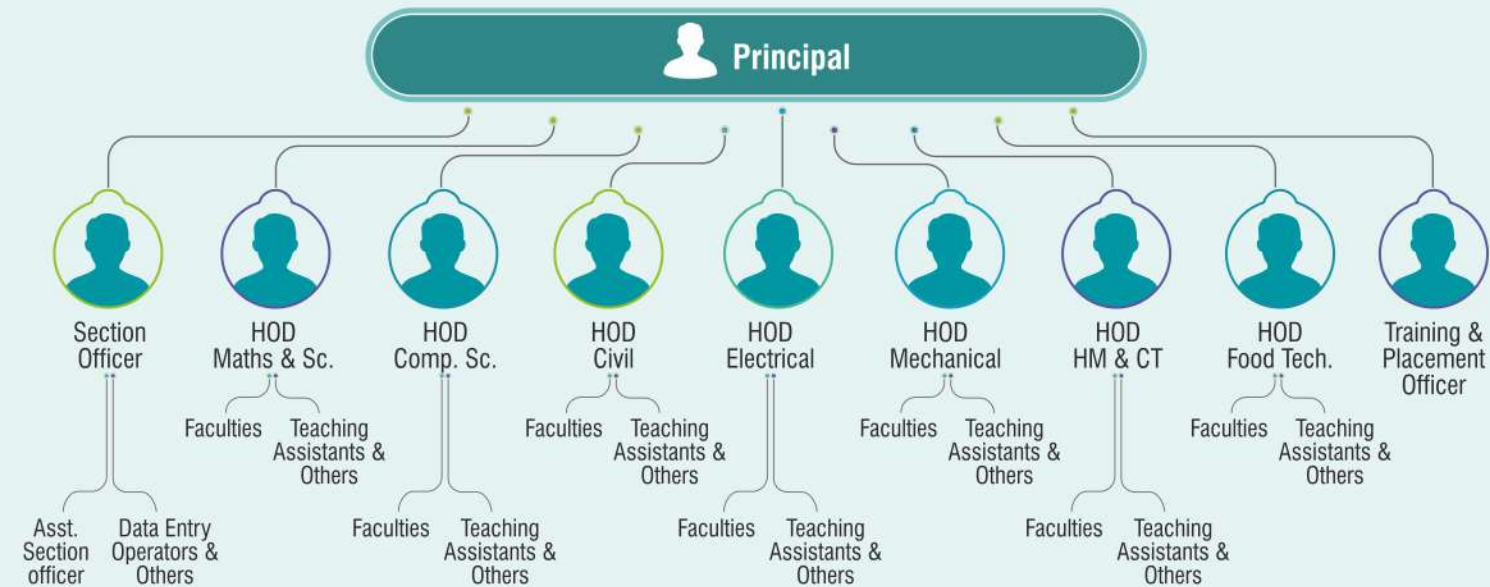 Principal
Section
Officer
HOD
Maths & Sc.
HOD
Comp. Sc.
HOD
Civil
HOD
Electrical
HOD
Mechanical
HOD
HM & CT
HOD
Food Tech.
Training &
Placement
Officer
Faculties
Teaching
Assistants &
Others
Faculties
Teaching
Assistants &
Others
Faculties
Teaching
Assistants &
Others
Faculties
Teaching
Assistants &
Others
Asst.
Section
officer
Data Entry
Operators &
Others
Faculties
Teaching
Assistants &
Others
Faculties
Teaching
Assistants &
Others
Faculties
Teaching
Assistants &
Others